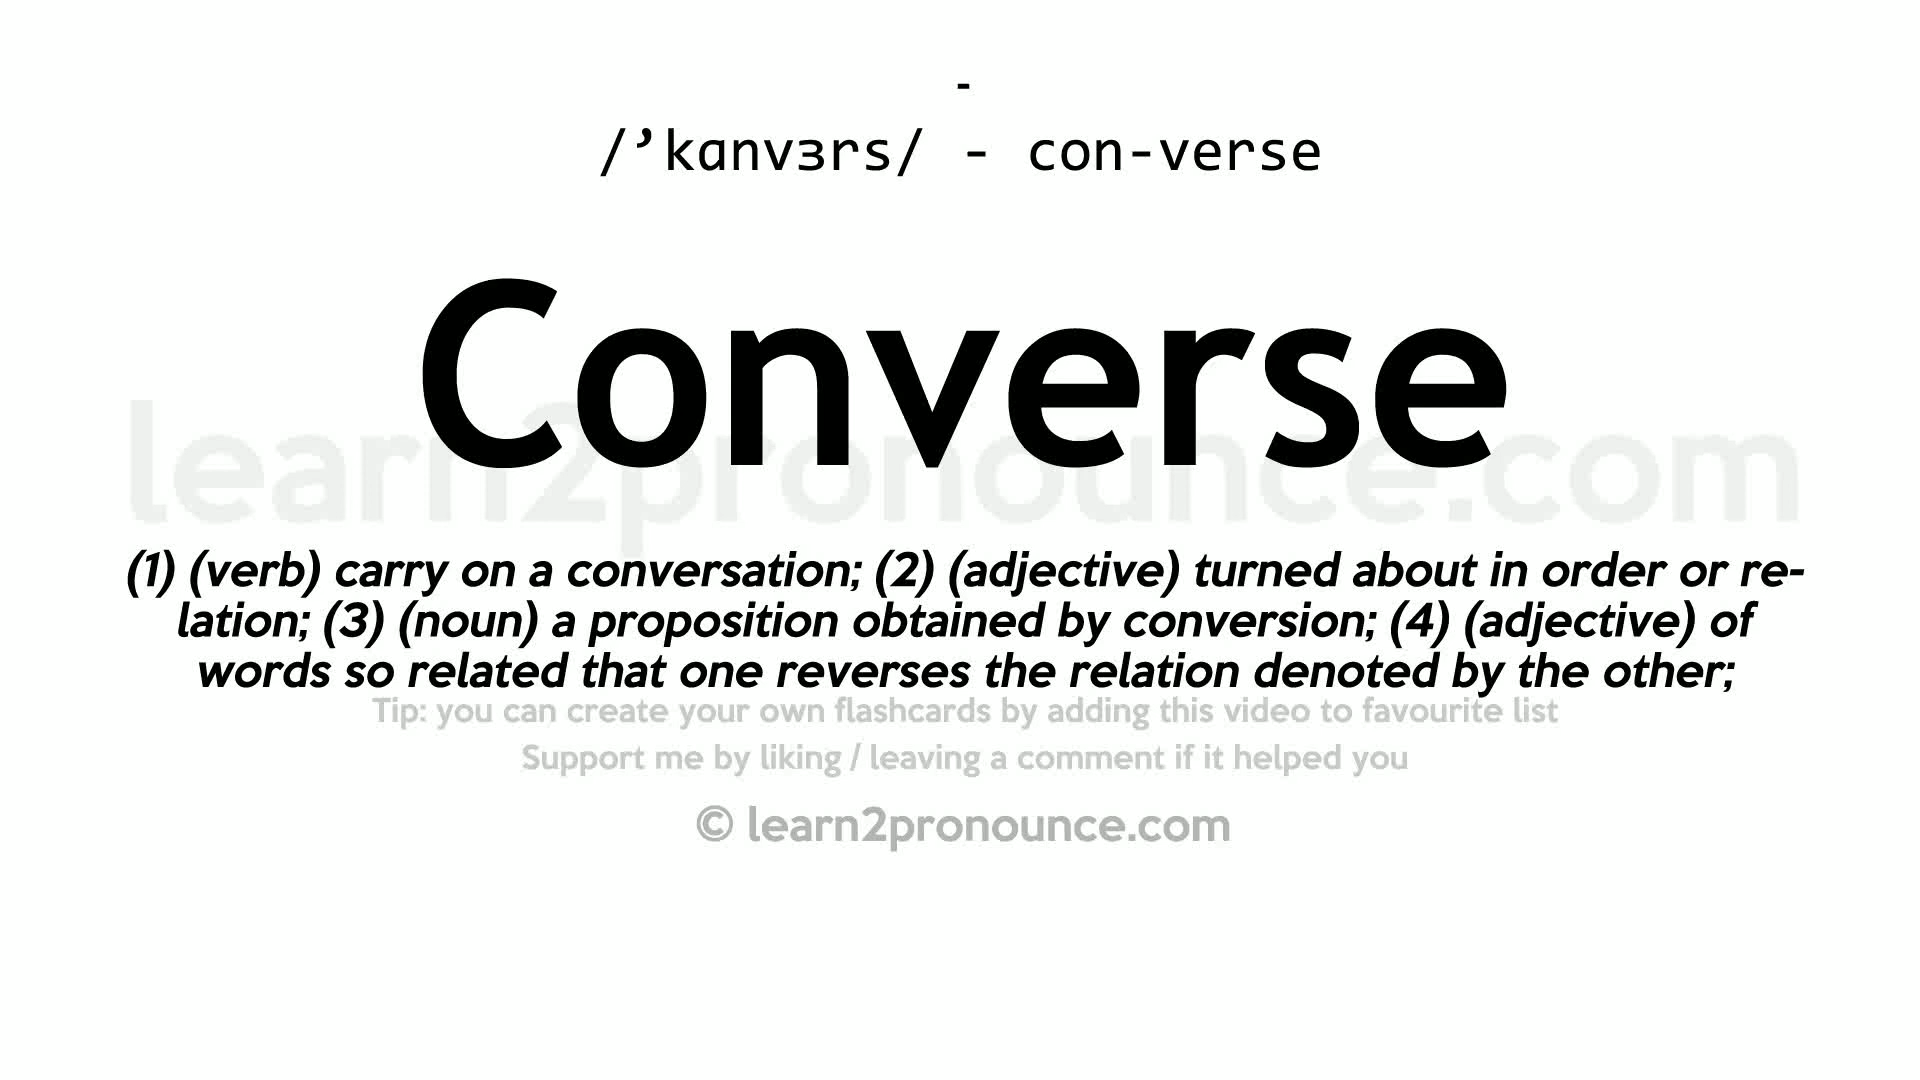 -
/’kɑnvɜrs/ - con-verse
Converse
learn2pronounce.com
(1) (verb) carry on a conversation; (2) (adjective) turned about in order or re-
lation; (3) (noun) a proposition obtained by conversion; (4) (adjective) of
words so related that one reverses the relation denoted by the other;
Tip: you can create your own flashcards by adding this video to favourite list
Support me by liking / leaving a comment if it helped you
© learn2pronounce.com